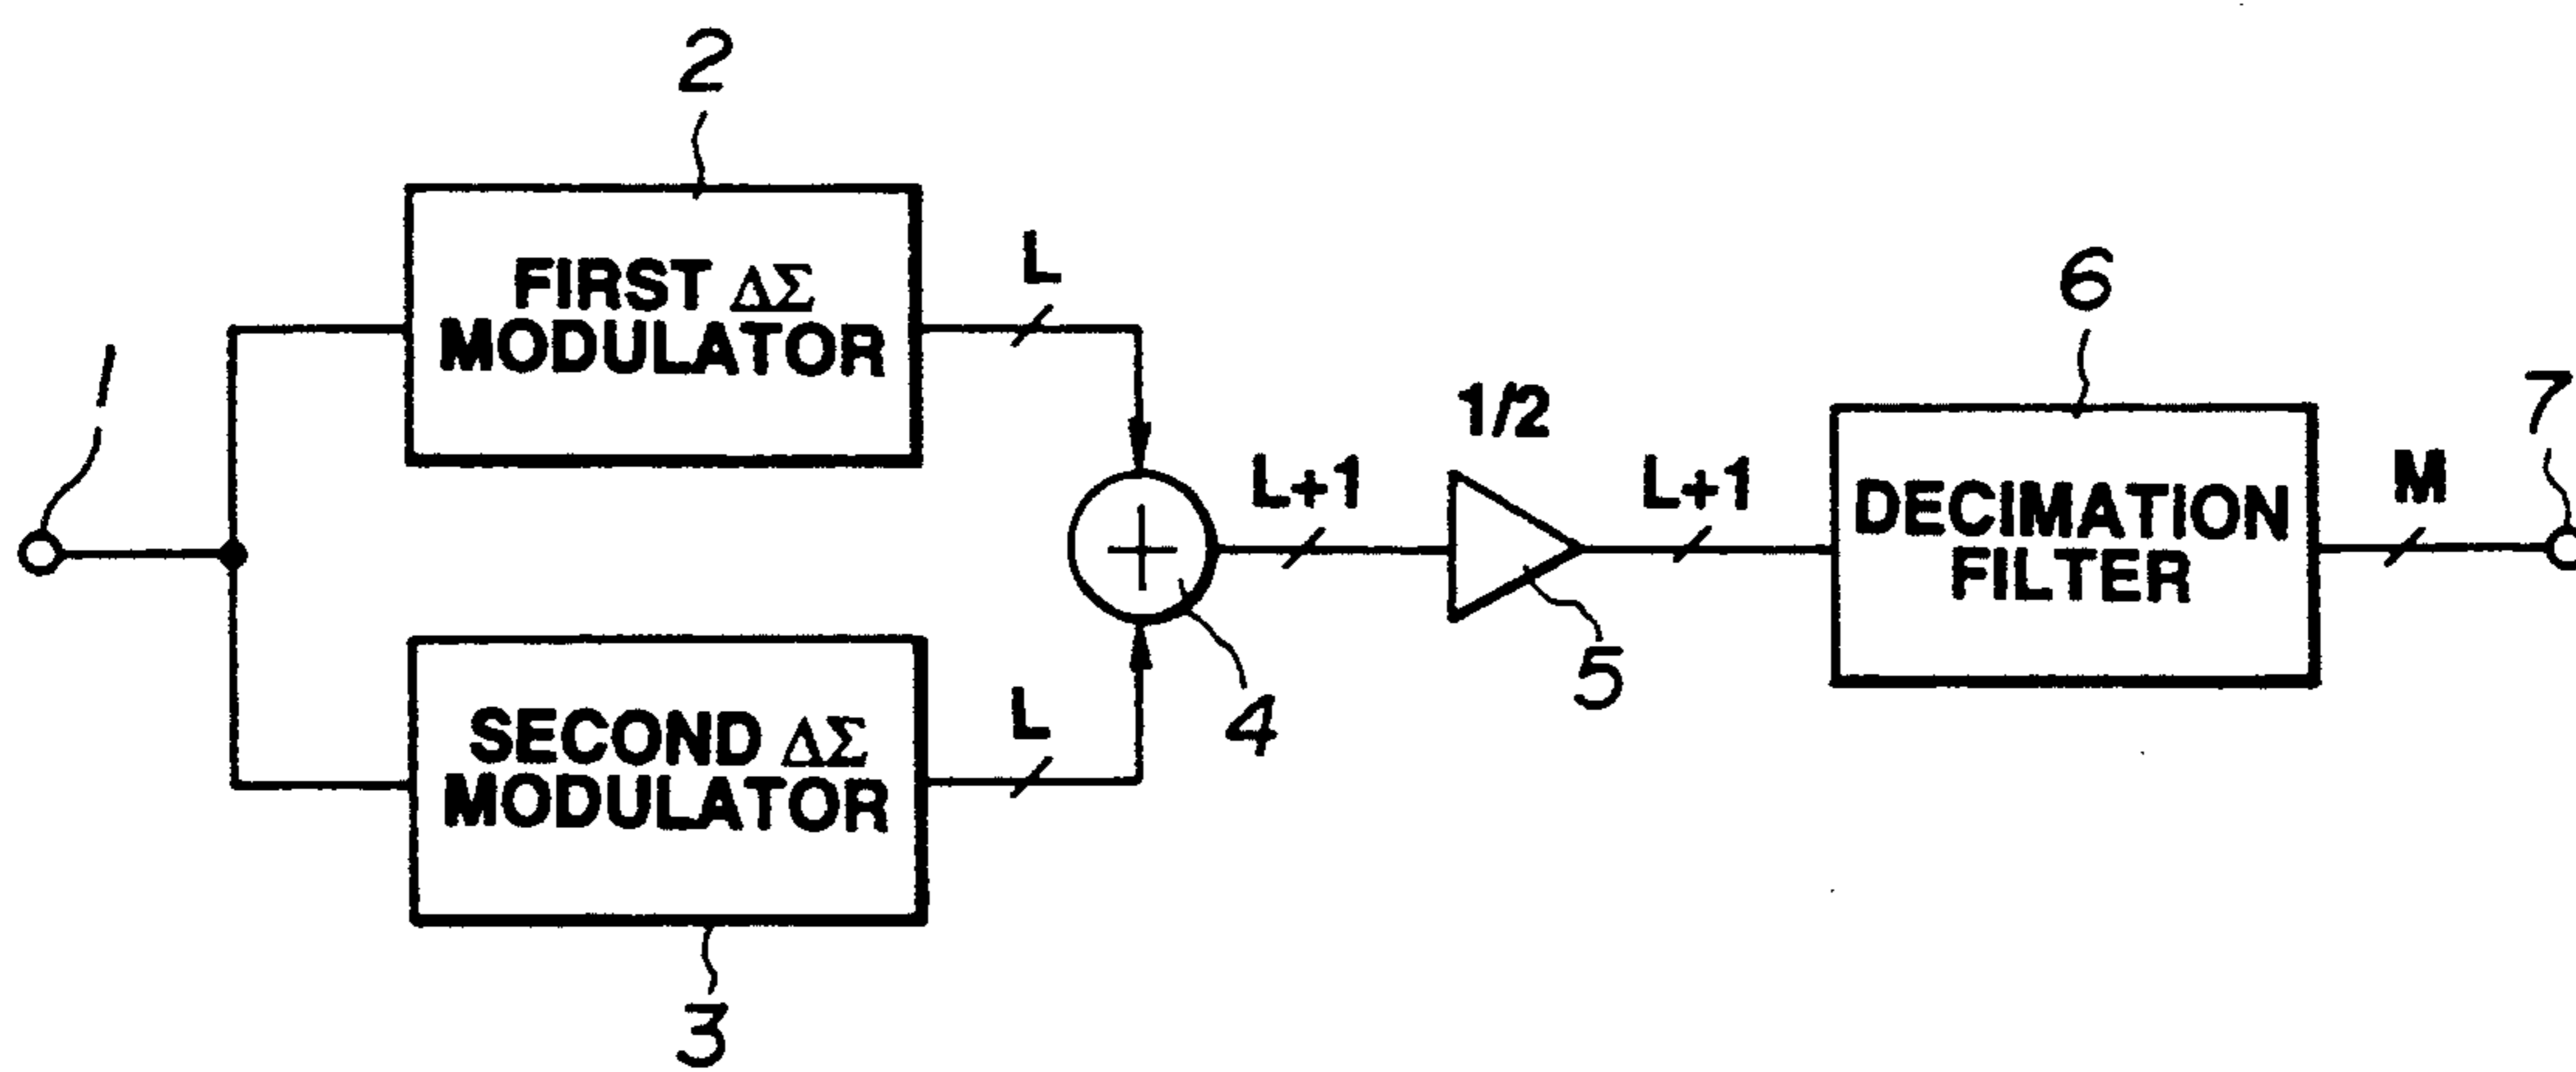 2
FIRST ΔΣ
MODULATOR
L
1
SECOND ΔΣ
MODULATOR
L
3
4
L+1
1/2
5
L+1
6
DECIMATION
FILTER
M
7